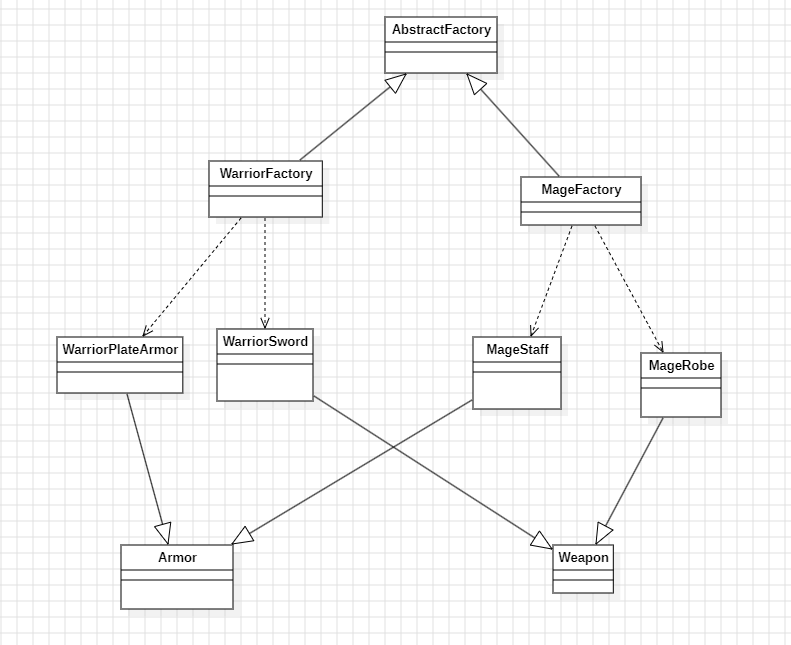 AbstractFactory
WarriorFactory
MageFactory
WarriorPlateArmor
WarriorSword
MageStaff
MageRobe
Armor
Weapon